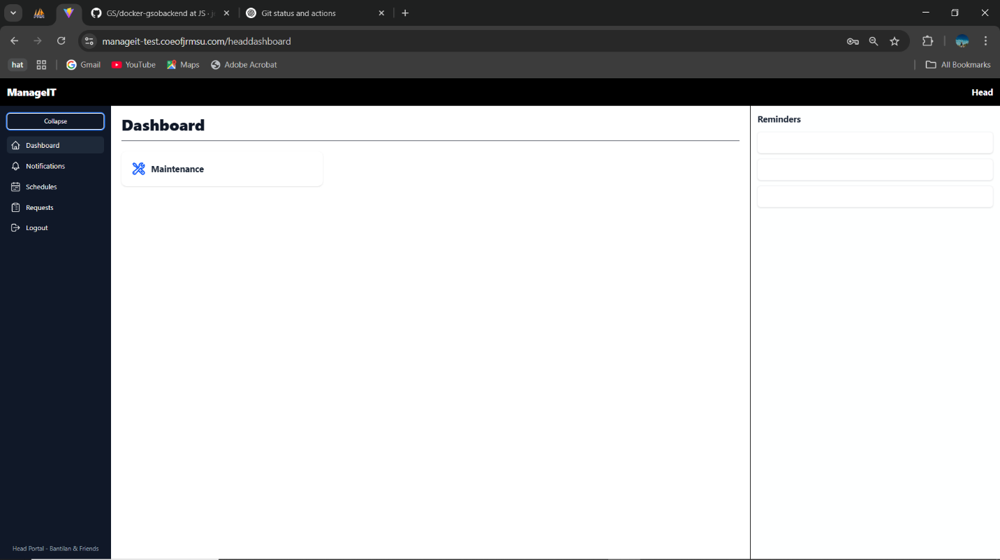 GS/docker-gsobackend at JS · j
Git status and actions
manageit-test.coeofjrmsu.com/headdashboard
hat
Gmail
YouTube
Maps
Adobe Acrobat
All Bookmarks
ManageIT
Head
Collapse
Dashboard
Notifications
Schedules
Requests
Logout
Head Portal - Bantilan & Friends
Dashboard
Maintenance
Reminders